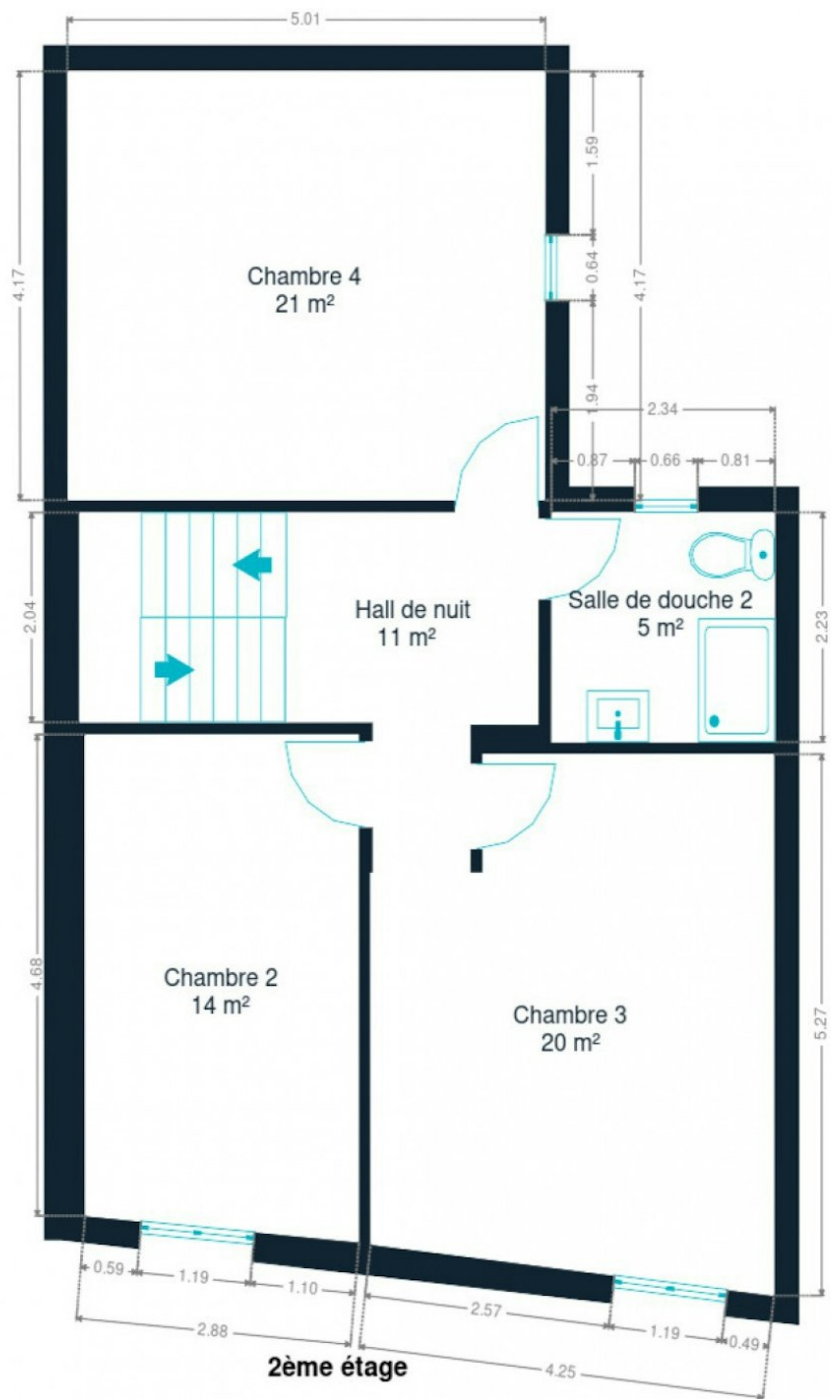 5.01
4.17
1.59
0.64
4.17
1.94
Chambre 4
21 m²
2.34
0.87
0.66
0.81
2.04
Hall de nuit
11 m²
Salle de douche 2
5 m²
2.23
4.68
Chambre 2
14 m²
Chambre 3
20 m²
5.27
0.59
1.19
1.10
2.88
2.57
1.19
0.49
4.25
2ème étage